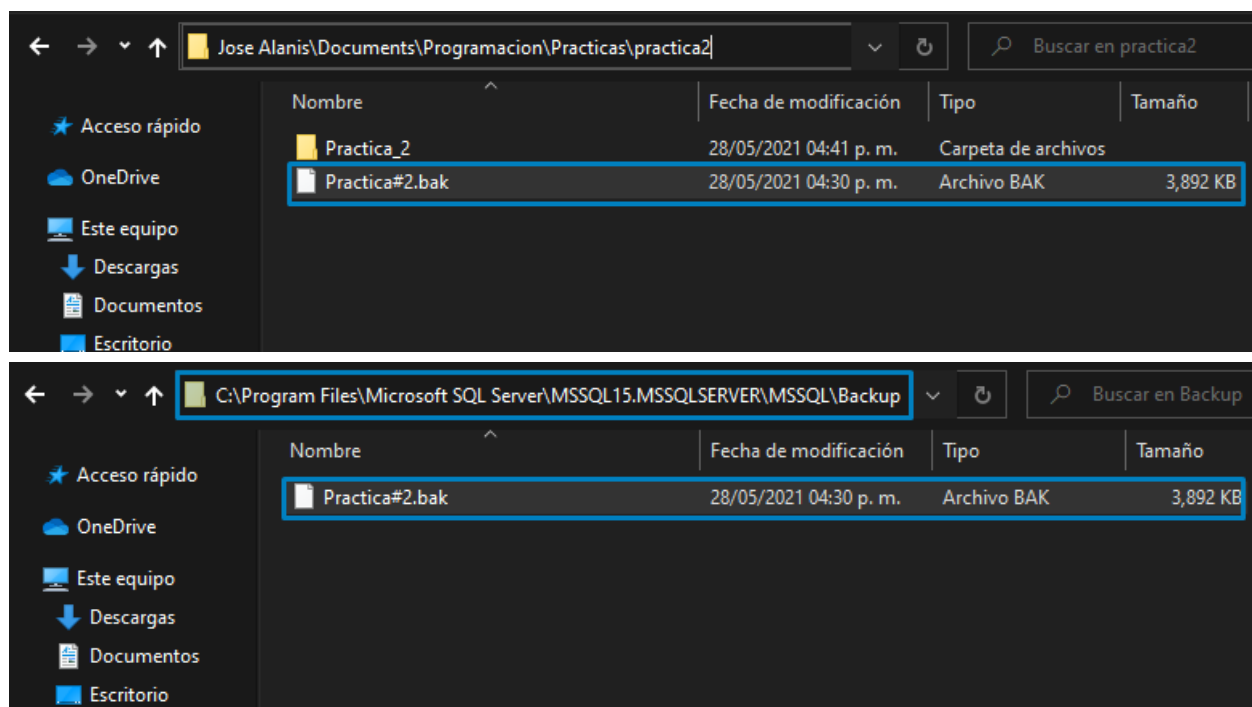 Jose Alanis\Documents\Programacion\Practicas\practica2
Buscar en practica2
Nombre Fecha de modificación Tipo Tamaño
Acceso rápido
Practica_2 28/05/2021 04:41 p. m. Carpeta de archivos
OneDrive
Practica#2.bak 28/05/2021 04:30 p. m. Archivo BAK 3,892 KB
Este equipo
Descargas
Documentos
Escritorio
C:\Program Files\Microsoft SQL Server\MSSQL15.MSSQLSERVER\MSSQL\Backup
Buscar en Backup
Nombre Fecha de modificación Tipo Tamaño
Acceso rápido
Practica#2.bak 28/05/2021 04:30 p. m. Archivo BAK 3,892 KB
OneDrive
Este equipo
Descargas
Documentos
Escritorio